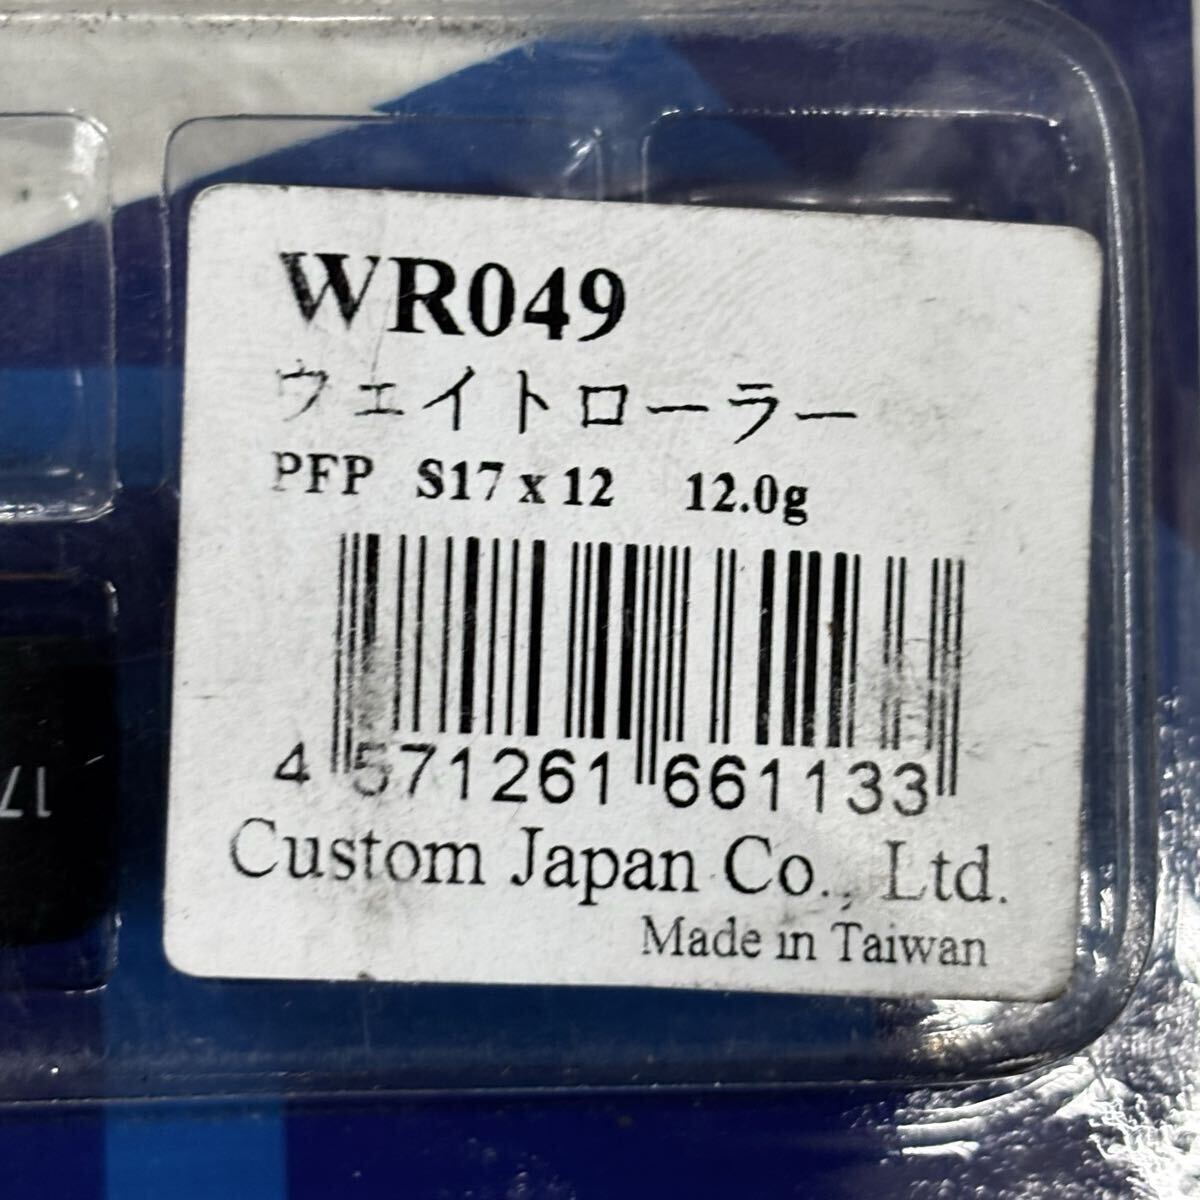 WR049
ウェイトローラー
PFP S17 x 12 12.0g
4 571261 661133
Custom Japan Co., Ltd.
Made in Taiwan
17